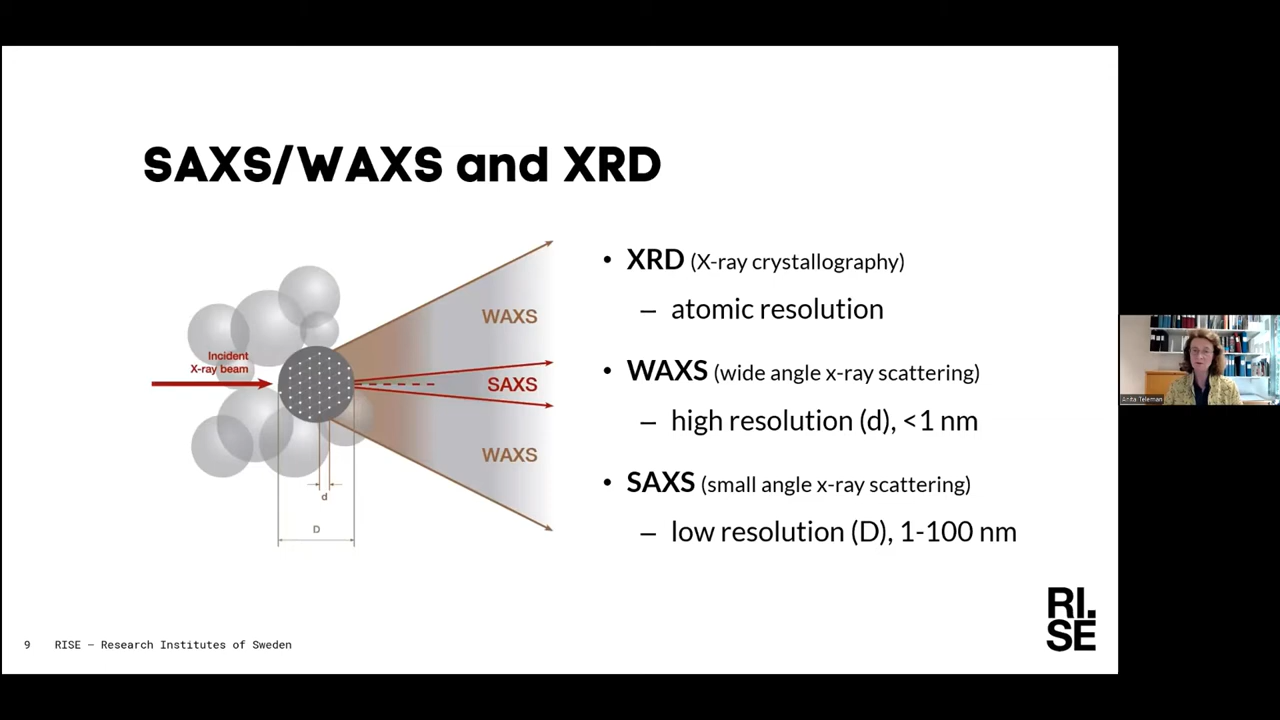 SAXS/WAXS and XRD
WAXS
Incident
X-ray beam
SAXS
WAXS
d
D
• XRD (X-ray crystallography)
– atomic resolution
• WAXS (wide angle x-ray scattering)
– high resolution (d), <1 nm
• SAXS (small angle x-ray scattering)
– low resolution (D), 1-100 nm
Anita Teleman
RI.
SE
9 RISE — Research Institutes of Sweden